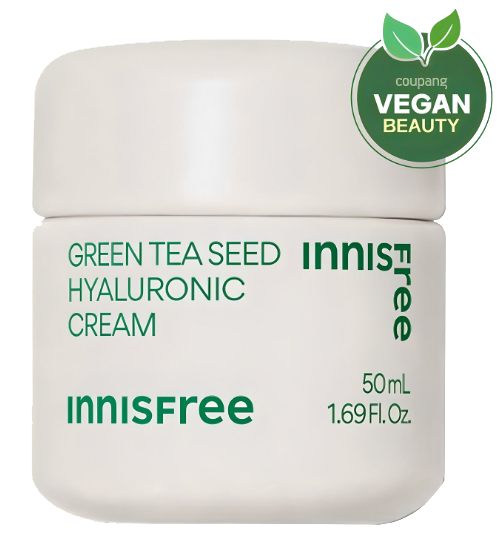 coupang
VEGAN
BEAUTY
GREEN TEA SEED
HYALURONIC
CREAM
INNISFree
INNISFree
50mL
1.69Fl.Oz.